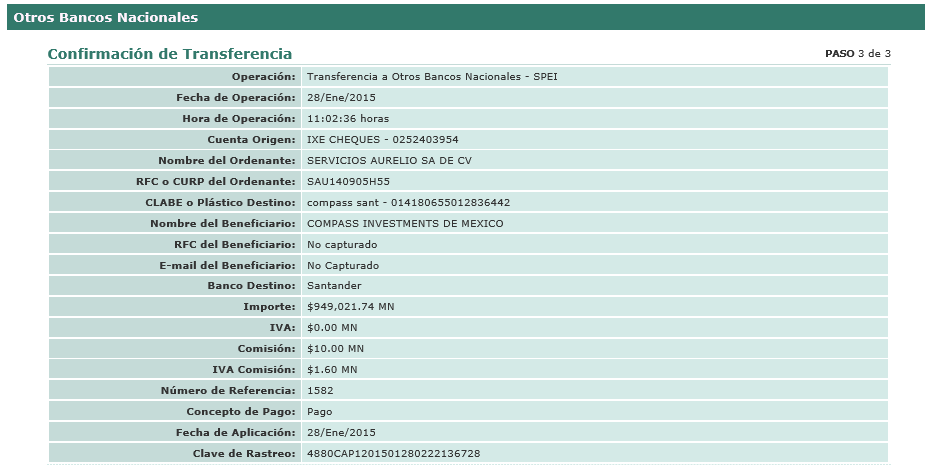 Otros Bancos Nacionales
Confirmación de Transferencia PASO 3 de 3
Operación: Transferencia a Otros Bancos Nacionales - SPEI
Fecha de Operación: 28/Ene/2015
Hora de Operación: 11:02:36 horas
Cuenta Origen: IXE CHEQUES - 0252403954
Nombre del Ordenante: SERVICIOS AURELIO SA DE CV
RFC o CURP del Ordenante: SAU140905H55
CLABE o Plástico Destino: compass sant - 014180655012836442
Nombre del Beneficiario: COMPASS INVESTMENTS DE MEXICO
RFC del Beneficiario: No capturado
E-mail del Beneficiario: No Capturado
Banco Destino: Santander
Importe: $949,021.74 MN
IVA: $0.00 MN
Comisión: $10.00 MN
IVA Comisión: $1.60 MN
Número de Referencia: 1582
Concepto de Pago: Pago
Fecha de Aplicación: 28/Ene/2015
Clave de Rastreo: 4880CAP1201501280222136728